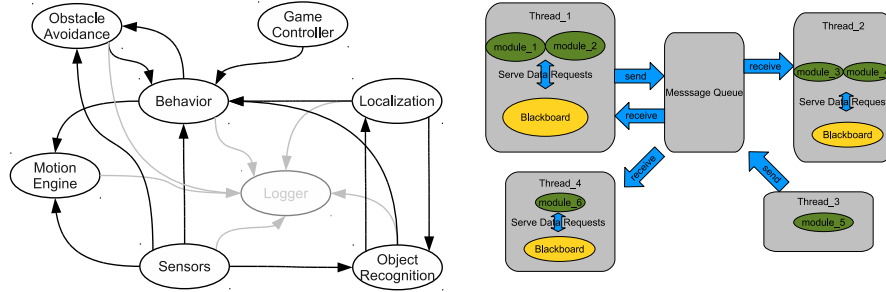 Obstacle
Avoidance
Game
Controller
Behavior
Localization
Motion
Engine
Logger
Sensors
Object
Recognition
Thread_1
module_1
module_2
Serve Data Requests
Blackboard
send
receive
Messsage Queue
receive
Thread_2
module_3
Serve Data Requests
Blackboard
receive
send
Thread_4
module_6
Serve Data Requests
Blackboard
Thread_3
module_5